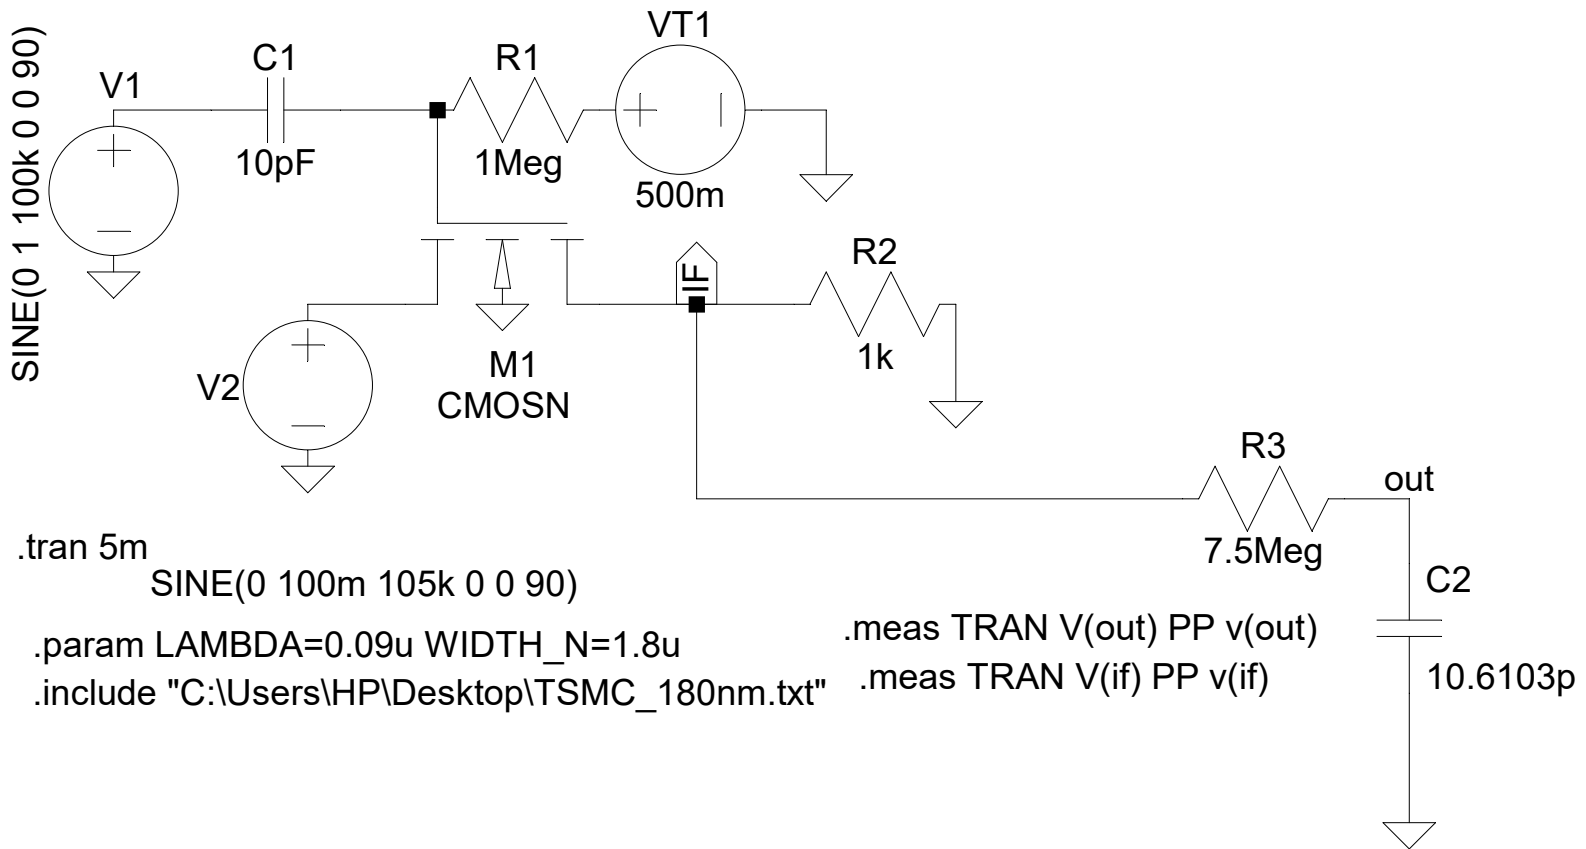 SINE(0 1 100k 0 0 90)
V1
C1
10pF
R1
1Meg
VT1
500m
IF
R2
1k
V2
M1
CMOSN
R3
7.5Meg
out
C2
10.6103p
.tran 5m
SINE(0 100m 105k 0 0 90)
.param LAMBDA=0.09u WIDTH_N=1.8u
.include "C:\Users\HP\Desktop\TSMC_180nm.txt"
.meas TRAN V(out) PP v(out)
.meas TRAN V(if) PP v(if)